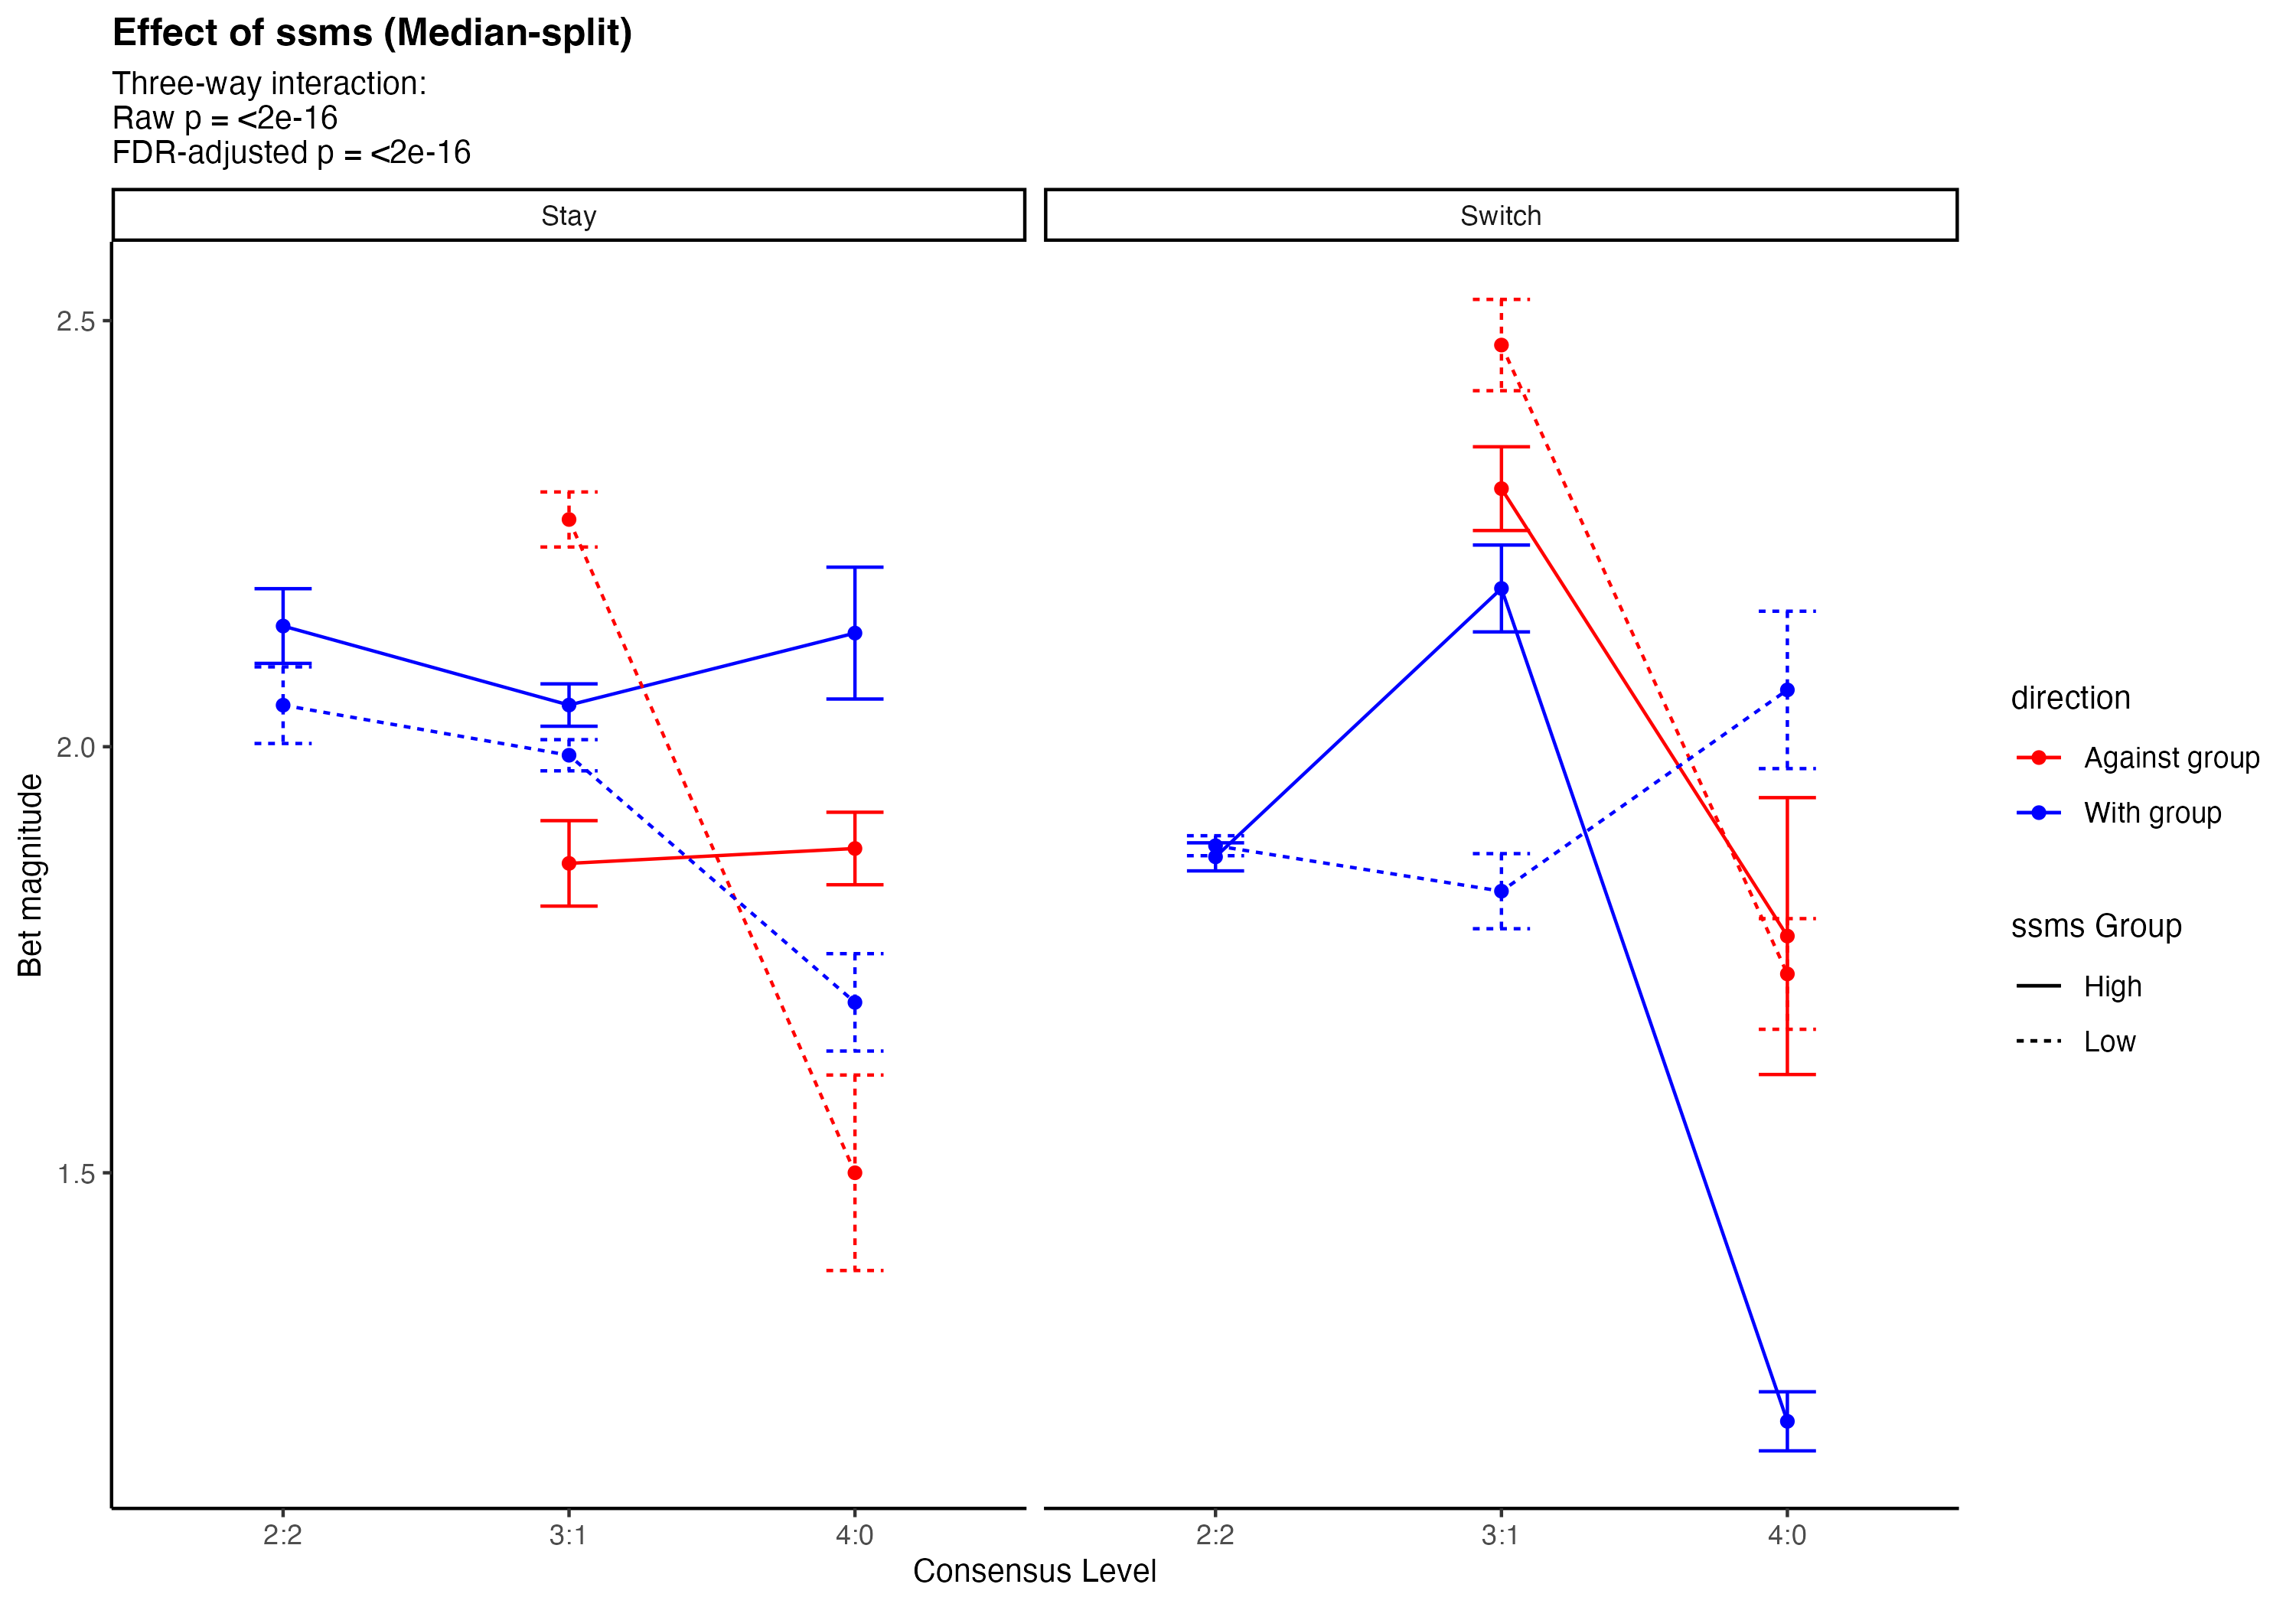 Effect of ssms (Median-split)
Three-way interaction:
Raw p = <2e-16
FDR-adjusted p = <2e-16
Stay
Switch
2.5
2.0
1.5
Bet magnitude
2:2
3:1
4:0
2:2
3:1
4:0
Consensus Level
direction
Against group
With group
ssms Group
High
Low